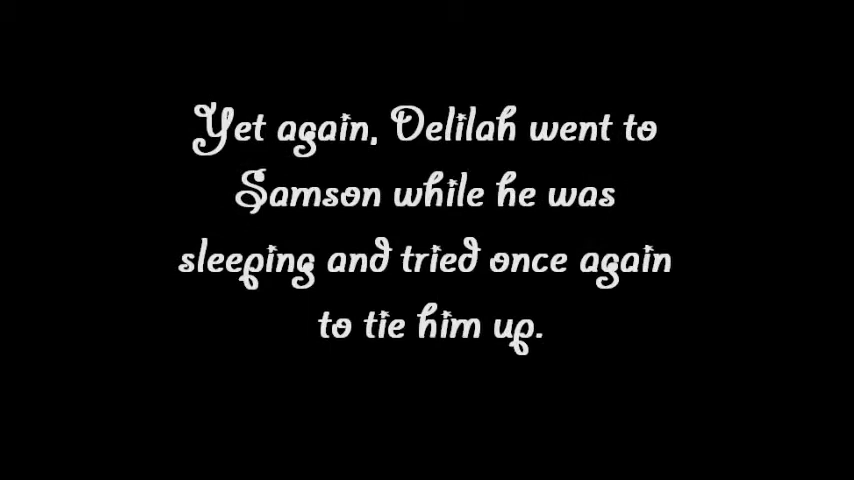 Yet again, Delilah went to
Samson while he was
sleeping and tried once again
to tie him up.